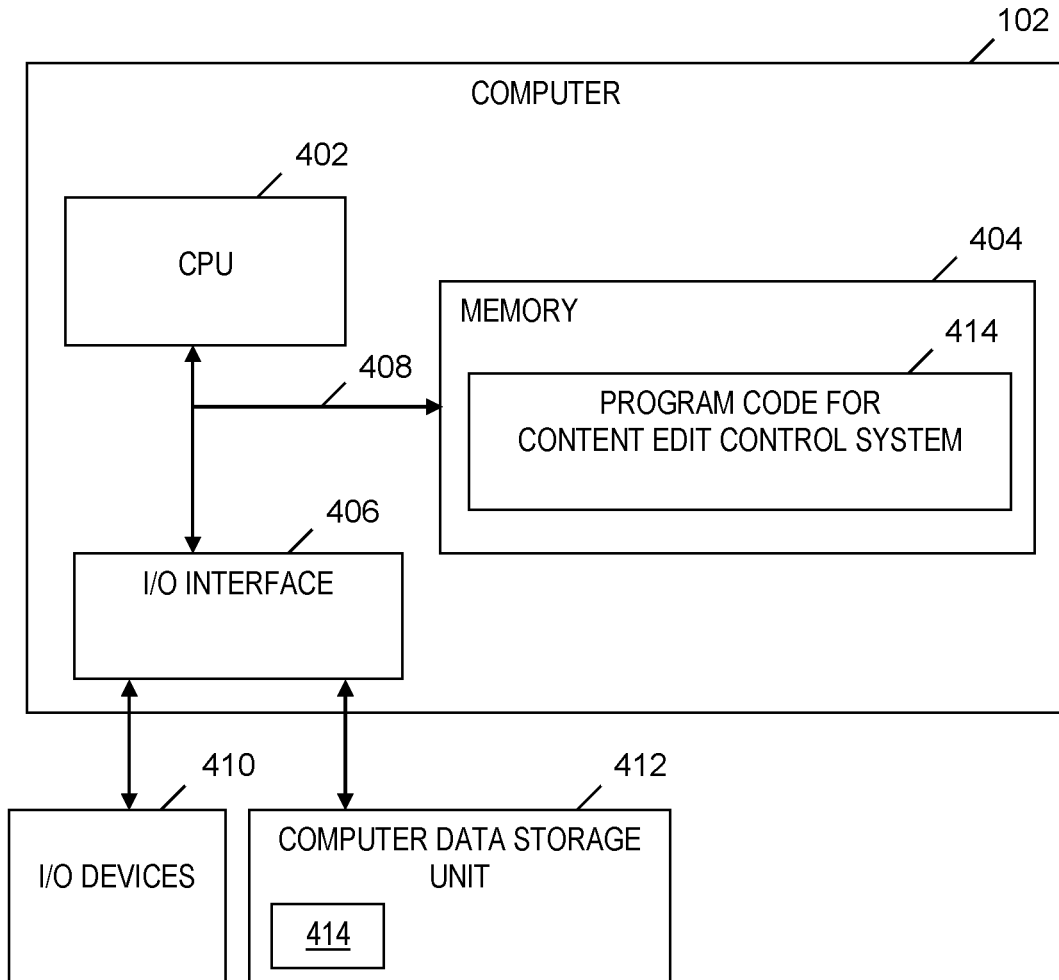 102
COMPUTER
402
CPU
404
MEMORY
414
PROGRAM CODE FOR
CONTENT EDIT CONTROL SYSTEM
408
406
I/O INTERFACE
410
I/O DEVICES
412
COMPUTER DATA STORAGE
UNIT
414